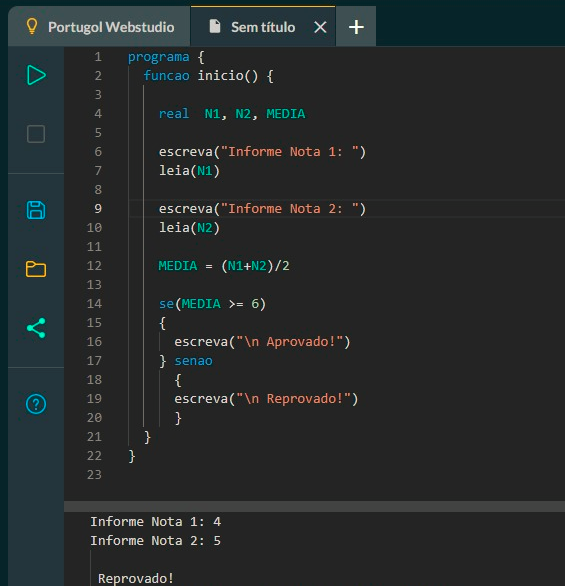 Portugol Webstudio
Sem título
1 programa {
2 funcao inicio() {
3
4 real N1, N2, MEDIA
5
6 escreva("Informe Nota 1: ")
7 leia(N1)
8
9 escreva("Informe Nota 2: ")
10 leia(N2)
11
12 MEDIA = (N1+N2)/2
13
14 se(MEDIA >= 6)
15 {
16 escreva("\n Aprovado!")
17 } senao
18 {
19 escreva("\n Reprovado!")
20 }
21 }
22 }
23
Informe Nota 1: 4
Informe Nota 2: 5
Reprovado!